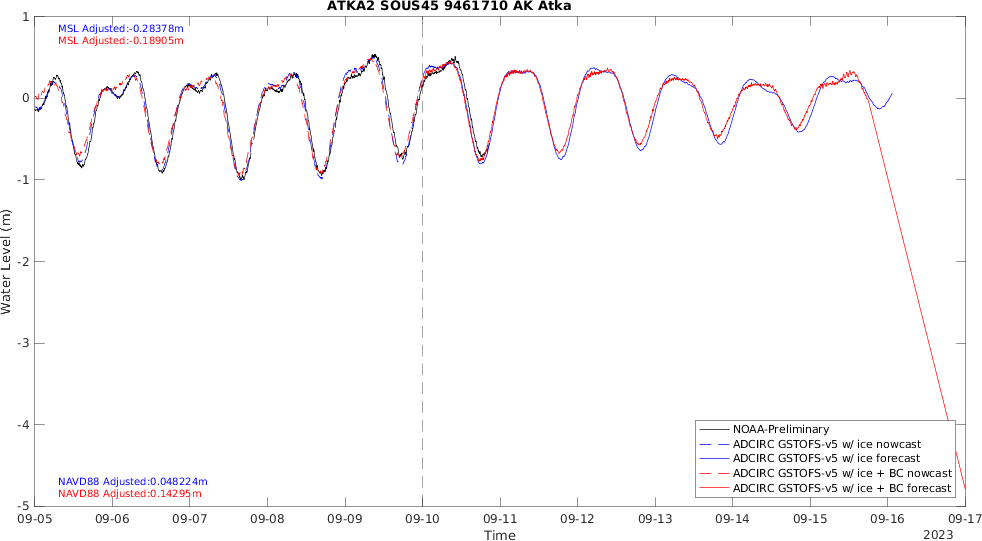 ATKA2 SOUS45 9461710 AK Atka
MSL Adjusted:-0.28378m
MSL Adjusted:-0.18905m
1
0
-1
-2
-3
-4
-5
Water Level (m)
NAVD88 Adjusted:0.048224m
NAVD88 Adjusted:0.14295m
NOAA-Preliminary
ADCIRC GSTOFS-v5 w/ ice nowcast
ADCIRC GSTOFS-v5 w/ ice forecast
ADCIRC GSTOFS-v5 w/ ice + BC nowcast
ADCIRC GSTOFS-v5 w/ ice + BC forecast
09-05 09-06 09-07 09-08 09-09 09-10 09-11 09-12 09-13 09-14 09-15 09-16 09-17
Time
2023